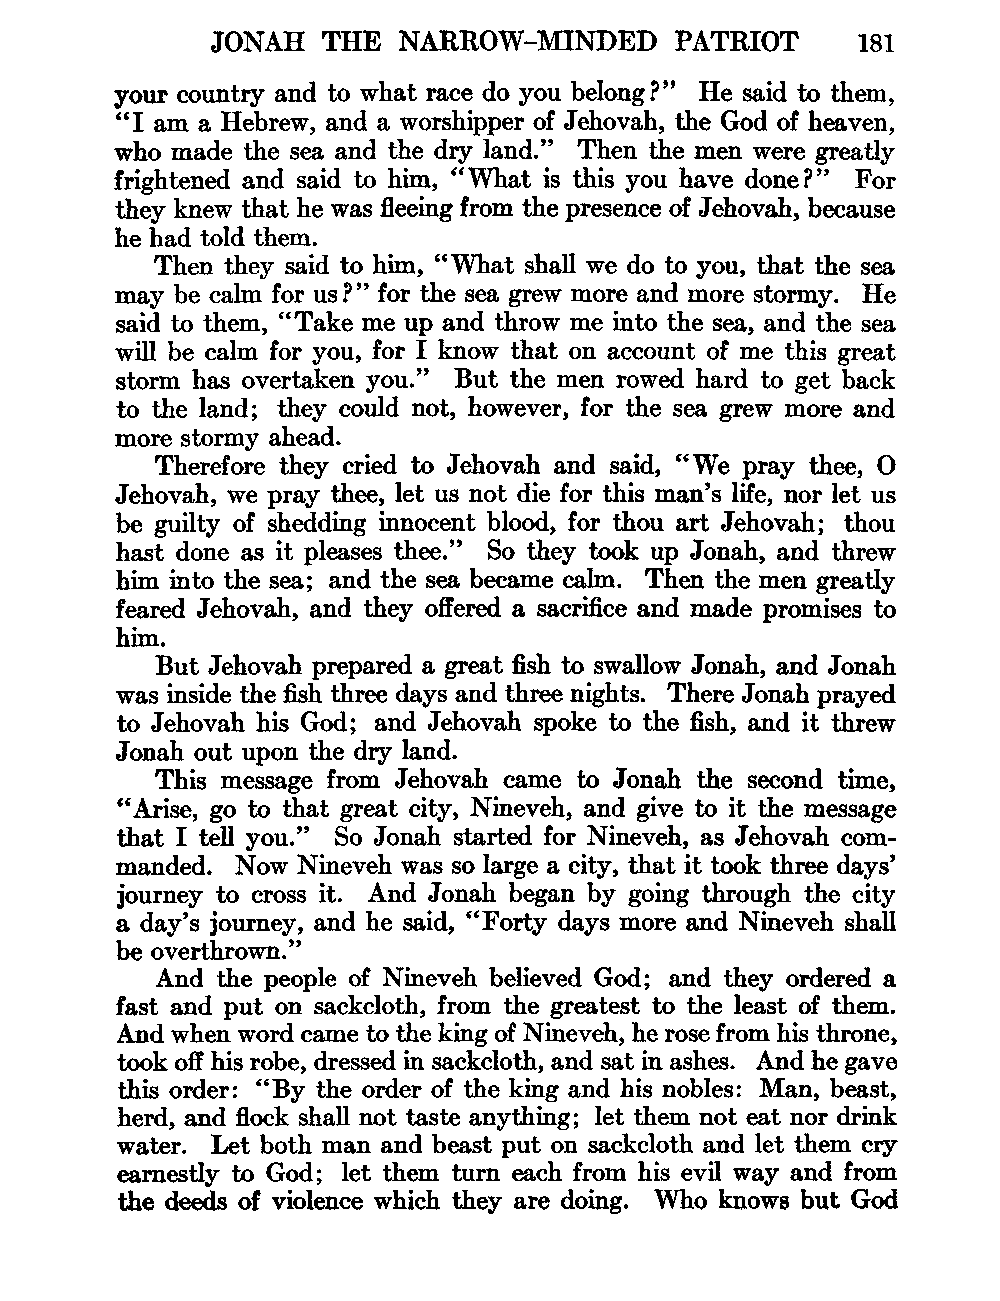 JONAH THE NARROW-MINDED PATRIOT 181
your country and to what race do you belong?” He said to them,
“I am a Hebrew, and a worshipper of Jehovah, the God of heaven,
who made the sea and the dry land.” Then the men were greatly
frightened and said to him, “What is this you have done?” For
they knew that he was fleeing from the presence of Jehovah, because
he had told them.
Then they said to him, “What shall we do to you, that the sea
may be calm for us?” for the sea grew more and more stormy. He
said to them, “Take me up and throw me into the sea, and the sea
will be calm for you, for I know that on account of me this great
storm has overtaken you.” But the men rowed hard to get back
to the land; they could not, however, for the sea grew more and
more stormy ahead.
Therefore they cried to Jehovah and said, “We pray thee, O
Jehovah, we pray thee, let us not die for this man’s life, nor let us
be guilty of shedding innocent blood, for thou art Jehovah; thou
hast done as it pleases thee.” So they took up Jonah, and threw
him into the sea; and the sea became calm. Then the men greatly
feared Jehovah, and they offered a sacrifice and made promises to
him.
But Jehovah prepared a great fish to swallow Jonah, and Jonah
was inside the fish three days and three nights. There Jonah prayed
to Jehovah his God; and Jehovah spoke to the fish, and it threw
Jonah out upon the dry land.
This message from Jehovah came to Jonah the second time,
“Arise, go to that great city, Nineveh, and give to it the message
that I tell you.” So Jonah started for Nineveh, as Jehovah com-
manded. Now Nineveh was so large a city, that it took three days’
journey to cross it. And Jonah began by going through the city
a day’s journey, and he said, “Forty days more and Nineveh shall
be overthrown.”
And the people of Nineveh believed God; and they ordered a
fast and put on sackcloth, from the greatest to the least of them.
And when word came to the king of Nineveh, he rose from his throne,
took off his robe, dressed in sackcloth, and sat in ashes. And he gave
this order: “By the order of the king and his nobles: Man, beast,
herd, and flock shall not taste anything; let them not eat nor drink
water. Let both man and beast put on sackcloth and let them cry
earnestly to God; let them turn each from his evil way and from
the deeds of violence which they are doing. Who knows but God